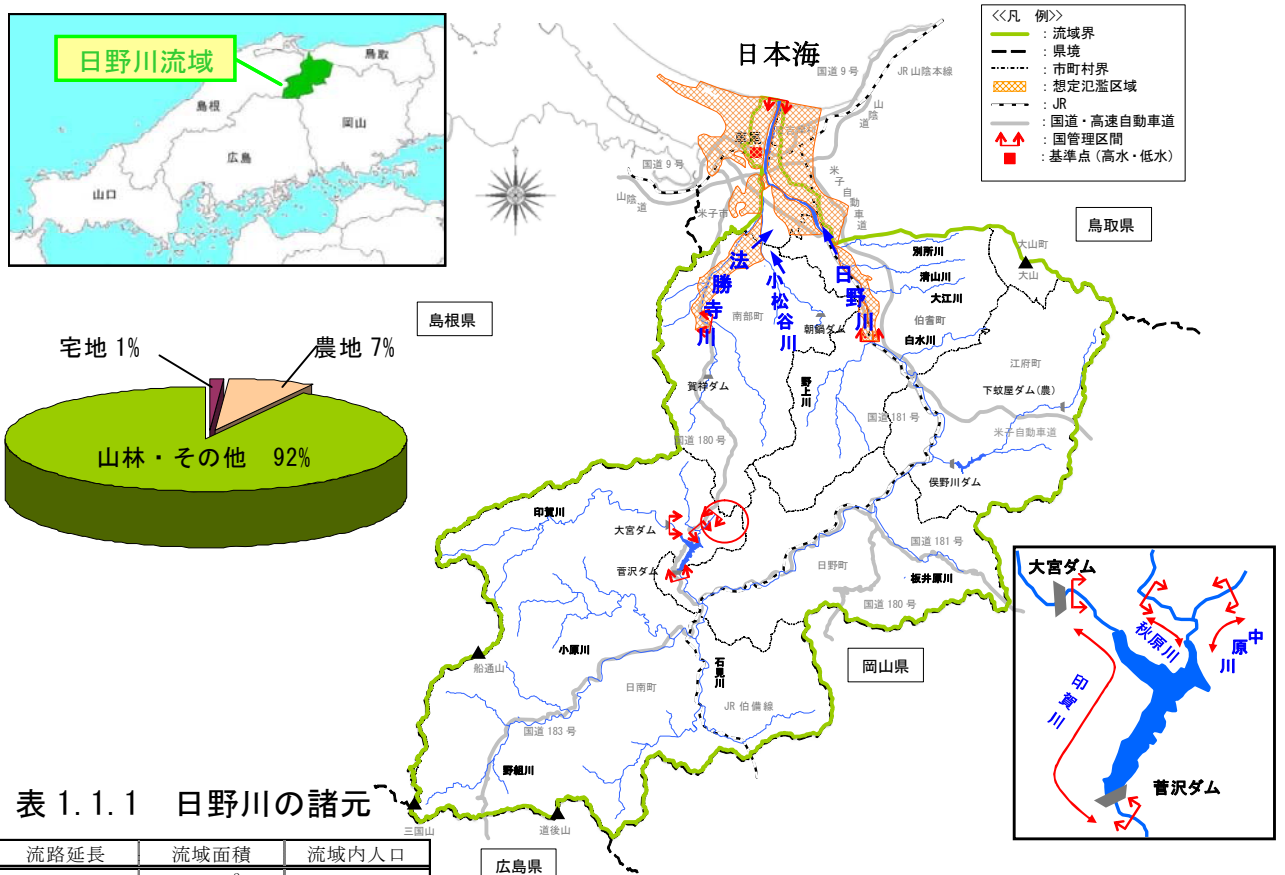 日野川流域
鳥取
島根
岡山
広島
山口
日本海
国道9号
JR山陰本線
山陰道
≪凡 例≫
: 流域界
: 県境
: 市町村界
: 想定氾濫区域
: JR
: 国道・高速自動車道
: 国管理区間
: 基準点(高水・低水)
国道9号
山陰道
米子市
米子自動車道
鳥取県
島根県
法勝寺川
小松谷川
日野川
別所川
清山川
大江川
大山町
大山
伯耆町
白水川
南部町
朝鍋ダム
賀祥ダム
野上川
江府町
下蚊屋ダム(農)
国道181号
米子自動車道
俣野川ダム
国道180号
宅地 1%
農地 7%
山林・その他 92%
印賀川
大宮ダム
菅沢ダム
日野町
国道181号
板井原川
国道180号
小原川
船通山
日南町
石見川
JR伯備線
岡山県
国道183号
野組川
三国山
道後山
広島県
大宮ダム
秋原川
中原川
印賀川
菅沢ダム
表 1.1.1 日野川の諸元
流路延長 流域面積 流域内人口